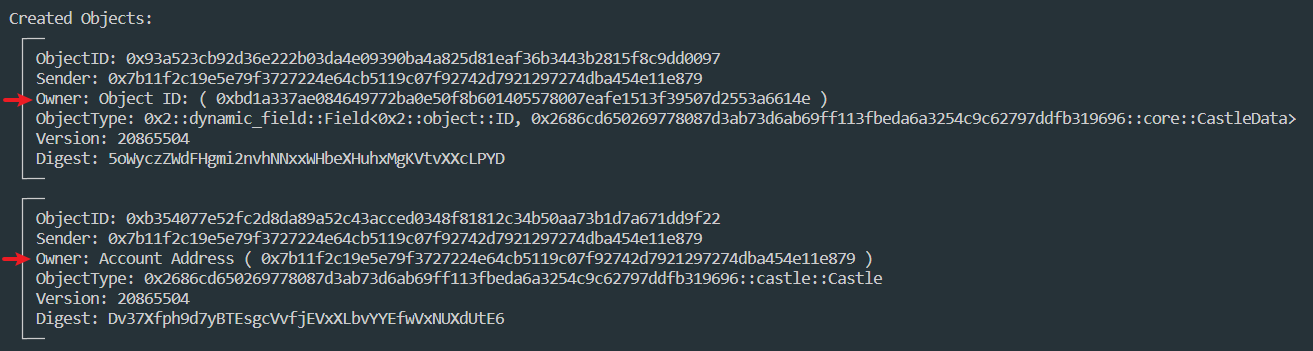 Created Objects:
ObjectID: 0x93a523cb92d36e222b03da4e09390ba4a825d81eaf36b3443b2815f8c9dd0097
Sender: 0x7b11f2c19e5e79f3727224e64cb5119c07f92742d7921297274dba454e11e879
Owner: Object ID: ( 0xbd1a337ae084649772ba0e50f8b601405578007eafe1513f39507d2553a6614e )
ObjectType: 0x2::dynamic_field::Field<0x2::object::ID, 0x2686cd650269778087d3ab73d6ab69ff113fbeda6a3254c9c62797ddfb319696::core::CastleData>
Version: 20865504
Digest: 5oWyczZWdFHgmi2nvhNNxxWHbeXHuhxMgKVtvXXcLPYD
ObjectID: 0xb354077e52fc2d8da89a52c43acced0348f81812c34b50aa73b1d7a671dd9f22
Sender: 0x7b11f2c19e5e79f3727224e64cb5119c07f92742d7921297274dba454e11e879
Owner: Account Address ( 0x7b11f2c19e5e79f3727224e64cb5119c07f92742d7921297274dba454e11e879 )
ObjectType: 0x2686cd650269778087d3ab73d6ab69ff113fbeda6a3254c9c62797ddfb319696::castle::Castle
Version: 20865504
Digest: Dv37Xfph9d7yBTEsgcVvfjEVxXLbvYYEfwVxNUXdUtE6